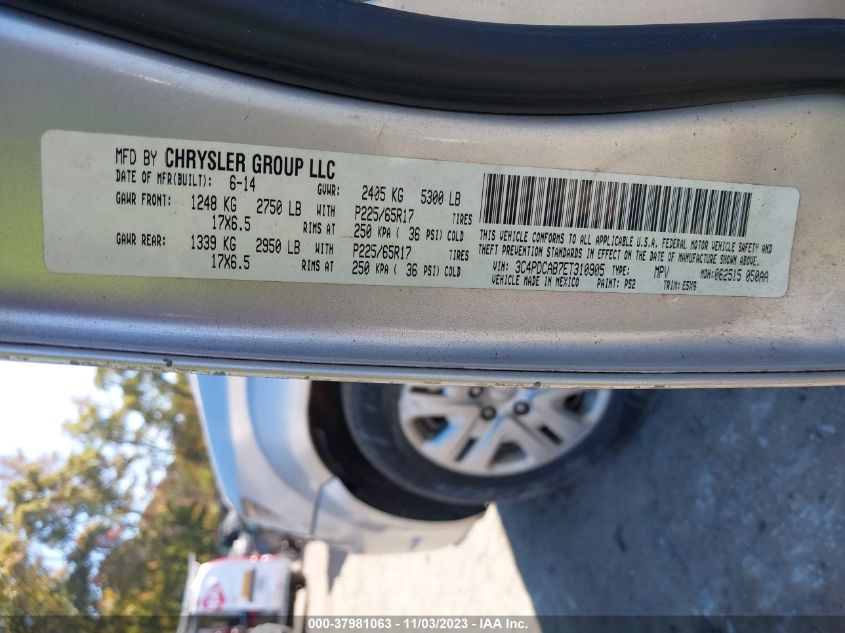 MFD BY CHRYSLER GROUP LLC
DATE OF MFR(BUILT): 6-14 GVWR: 2405 KG 5300 LB
GAWR FRONT: 1248 KG 2750 LB WITH P225/65R17 TIRES
17X6.5 RIMS AT 250 KPA ( 36 PSI) COLD
GAWR REAR: 1339 KG 2950 LB WITH P225/65R17 TIRES
17X6.5 RIMS AT 250 KPA ( 36 PSI) COLD
THIS VEHICLE CONFORMS TO ALL APPLICABLE U.S.A. FEDERAL MOTOR VEHICLE SAFETY AND
THEFT PREVENTION STANDARDS IN EFFECT ON THE DATE OF MANUFACTURE SHOWN ABOVE.
VIN: 3C4PDCAB7ET310905 TYPE: MPV MDH:062515 050AA
VEHICLE MADE IN MEXICO PAINT: PS2 TRIM: E5X9
000-37981063 - 11/03/2023 - IAA Inc.